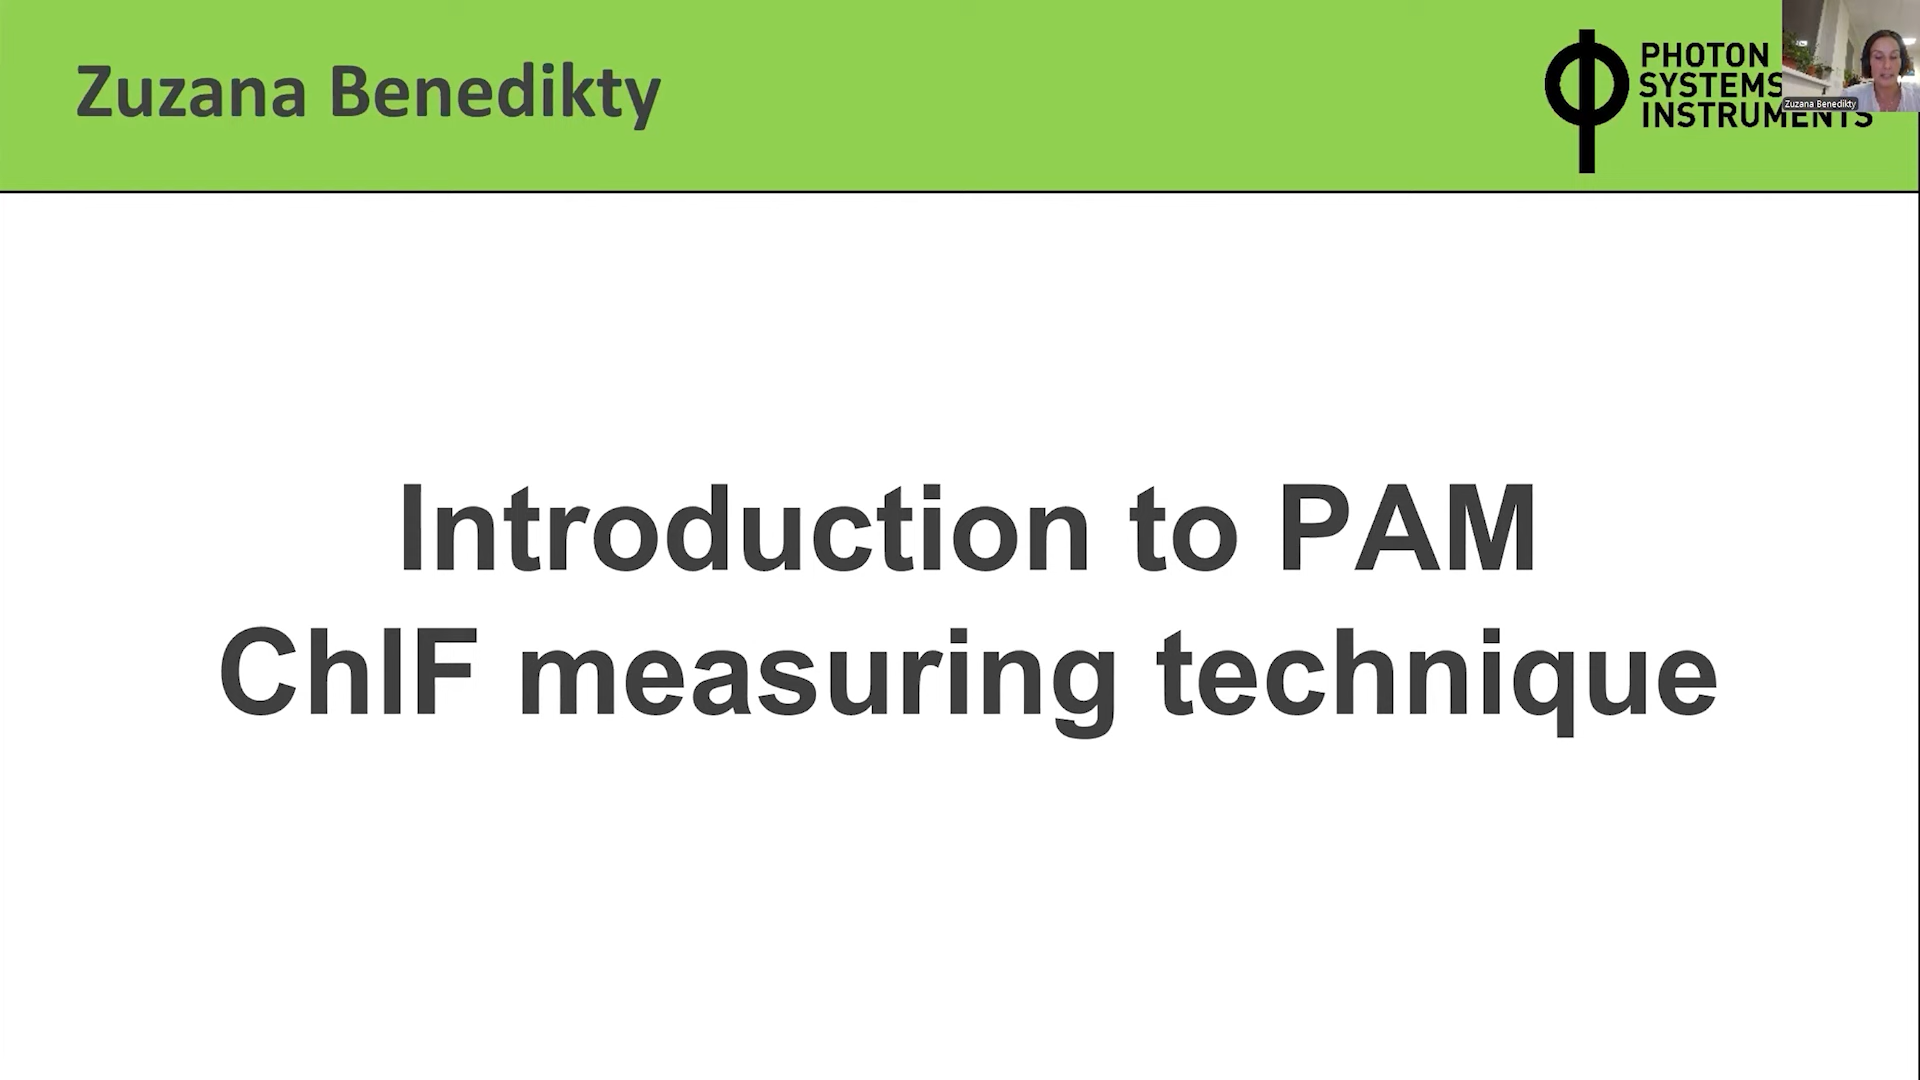 Zuzana Benedikty
PHOTON
SYSTEMS
INSTRUMENTS
Zuzana Benedikty
Introduction to PAM
ChlF measuring technique